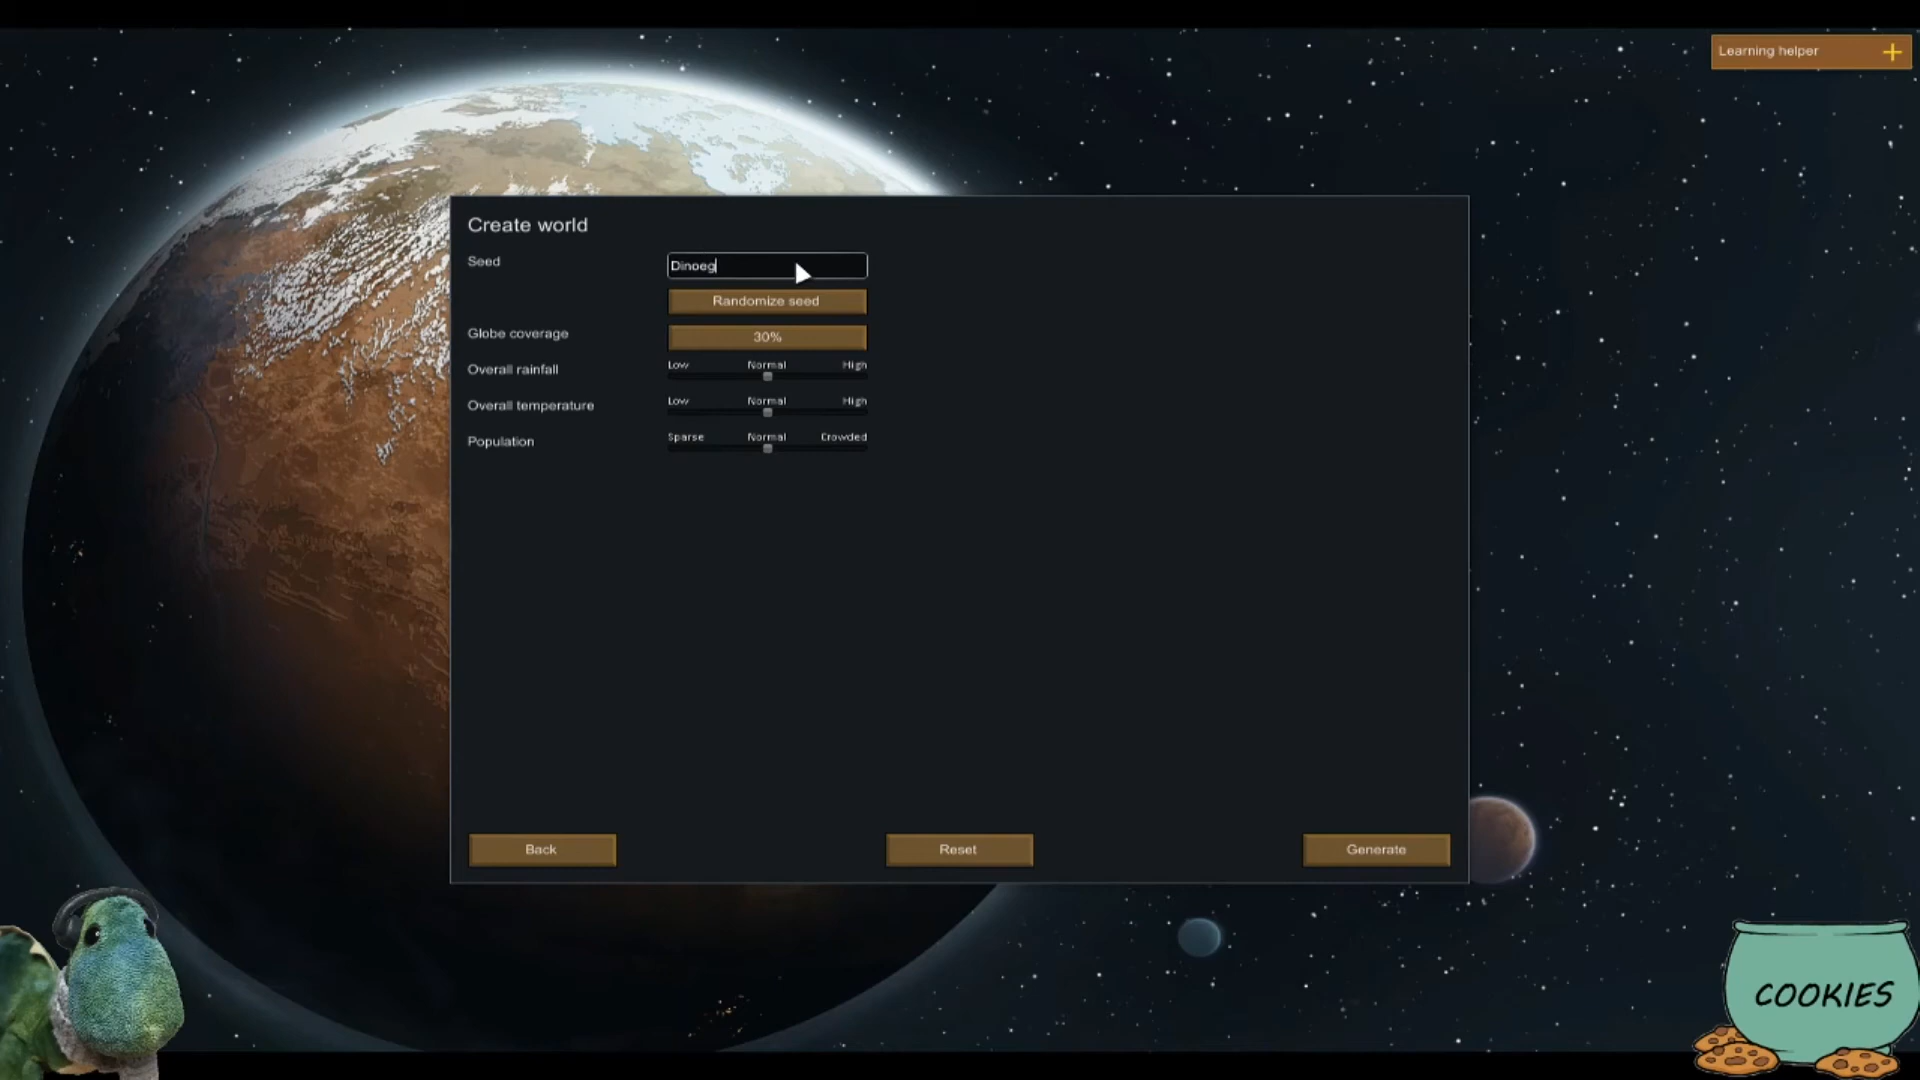 Learning helper
Create world
Seed
Dinoeg
Randomize seed
Globe coverage
30%
Overall rainfall
Low Normal High
Overall temperature
Low Normal High
Population
Sparse Normal Crowded
Back Reset Generate
COOKIES